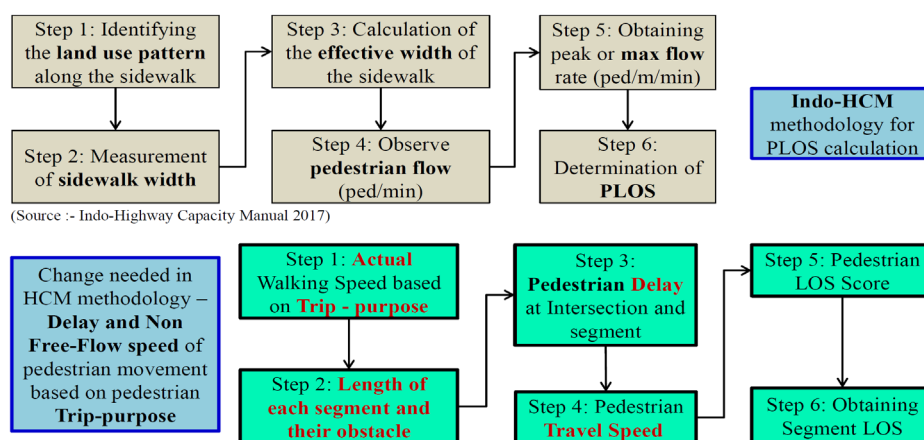 Step 1: Identifying
the land use pattern
along the sidewalk
Step 2: Measurement
of sidewalk width
Step 3: Calculation of
the effective width of
the sidewalk
Step 4: Observe
pedestrian flow
(ped/min)
Step 5: Obtaining
peak or max flow
rate (ped/m/min)
Step 6:
Determination of
PLOS
Indo-HCM
methodology for
PLOS calculation
(Source :- Indo-Highway Capacity Manual 2017)
Change needed in
HCM methodology –
Delay and Non
Free-Flow speed of
pedestrian movement
based on pedestrian
Trip-purpose
Step 1: Actual
Walking Speed based
on Trip - purpose
Step 2: Length of
each segment and
their obstacle
Step 3:
Pedestrian Delay
at Intersection and
segment
Step 4: Pedestrian
Travel Speed
Step 5: Pedestrian
LOS Score
Step 6: Obtaining
Segment LOS